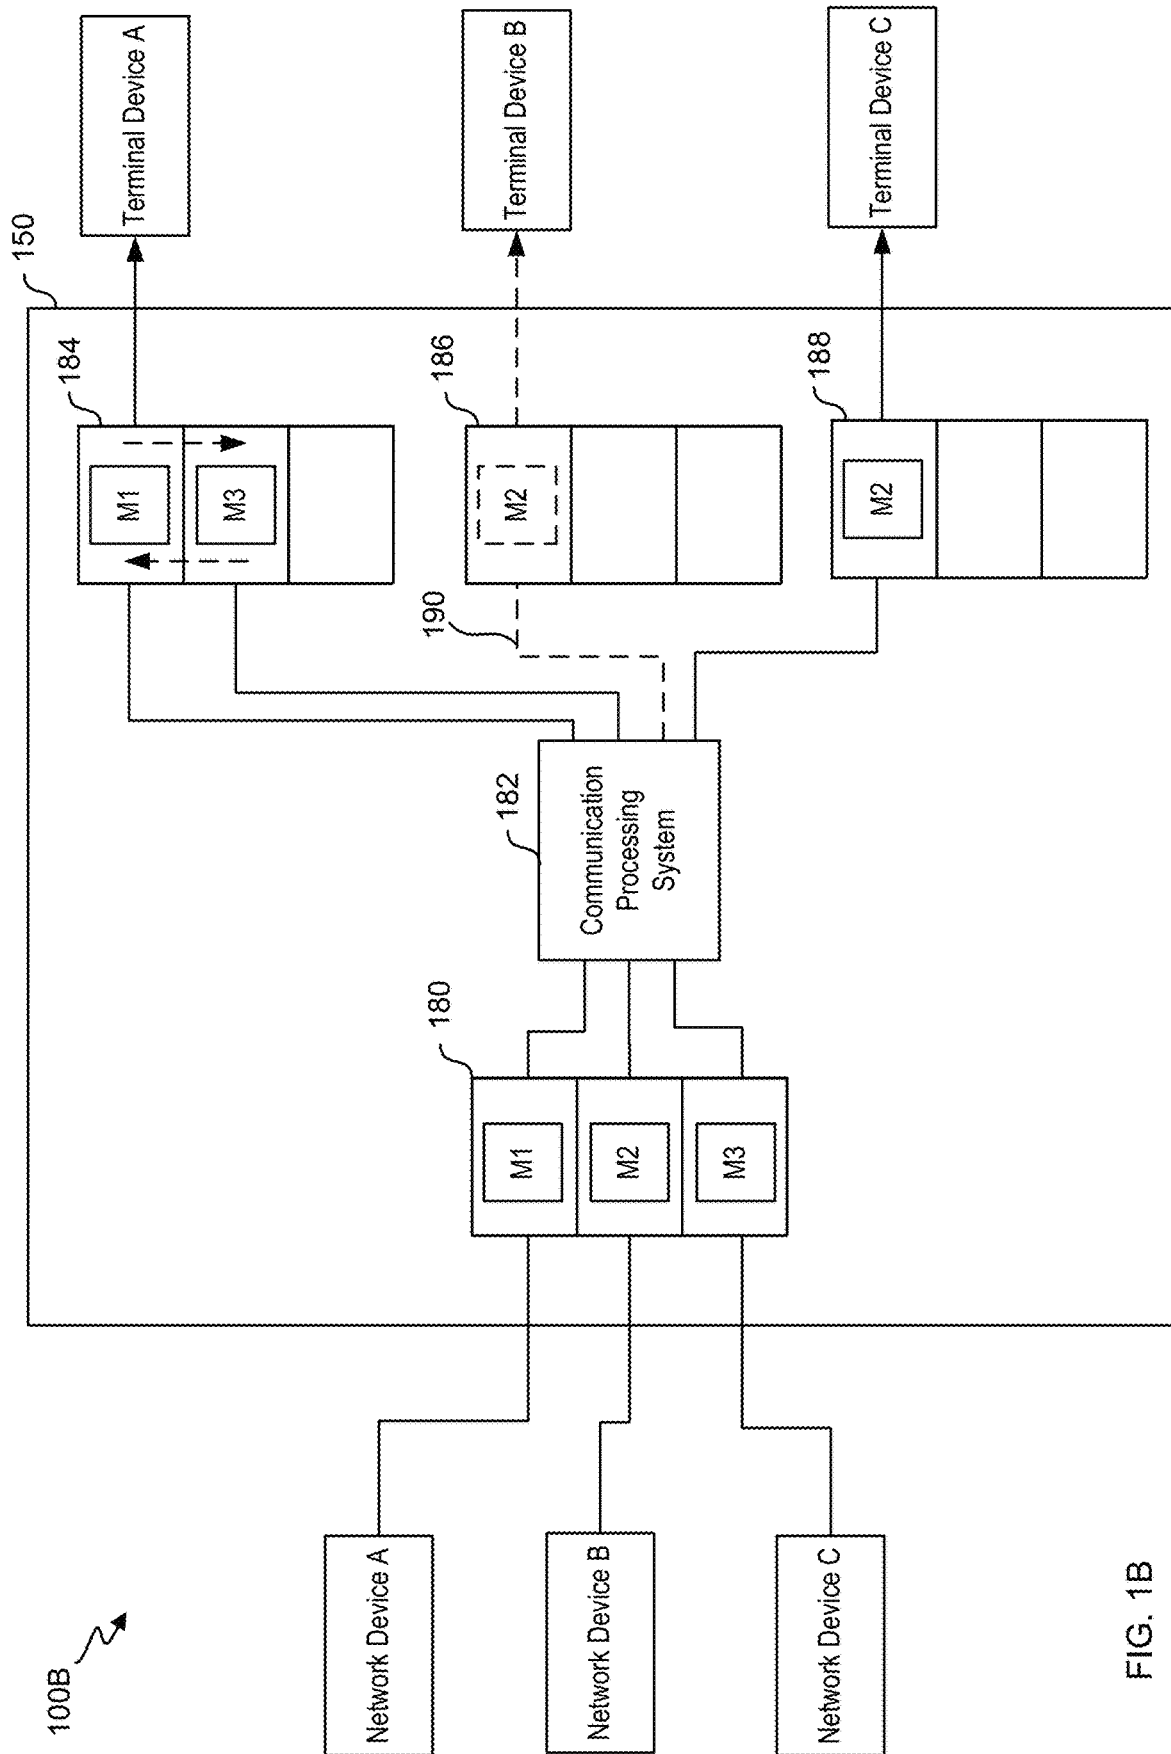 100B
Network Device A
Network Device B
Network Device C
180
M1
M2
M3
182
Communication
Processing
System
190
184
M1
M3
186
M2
188
M2
150
Terminal Device A
Terminal Device B
Terminal Device C
FIG. 1B